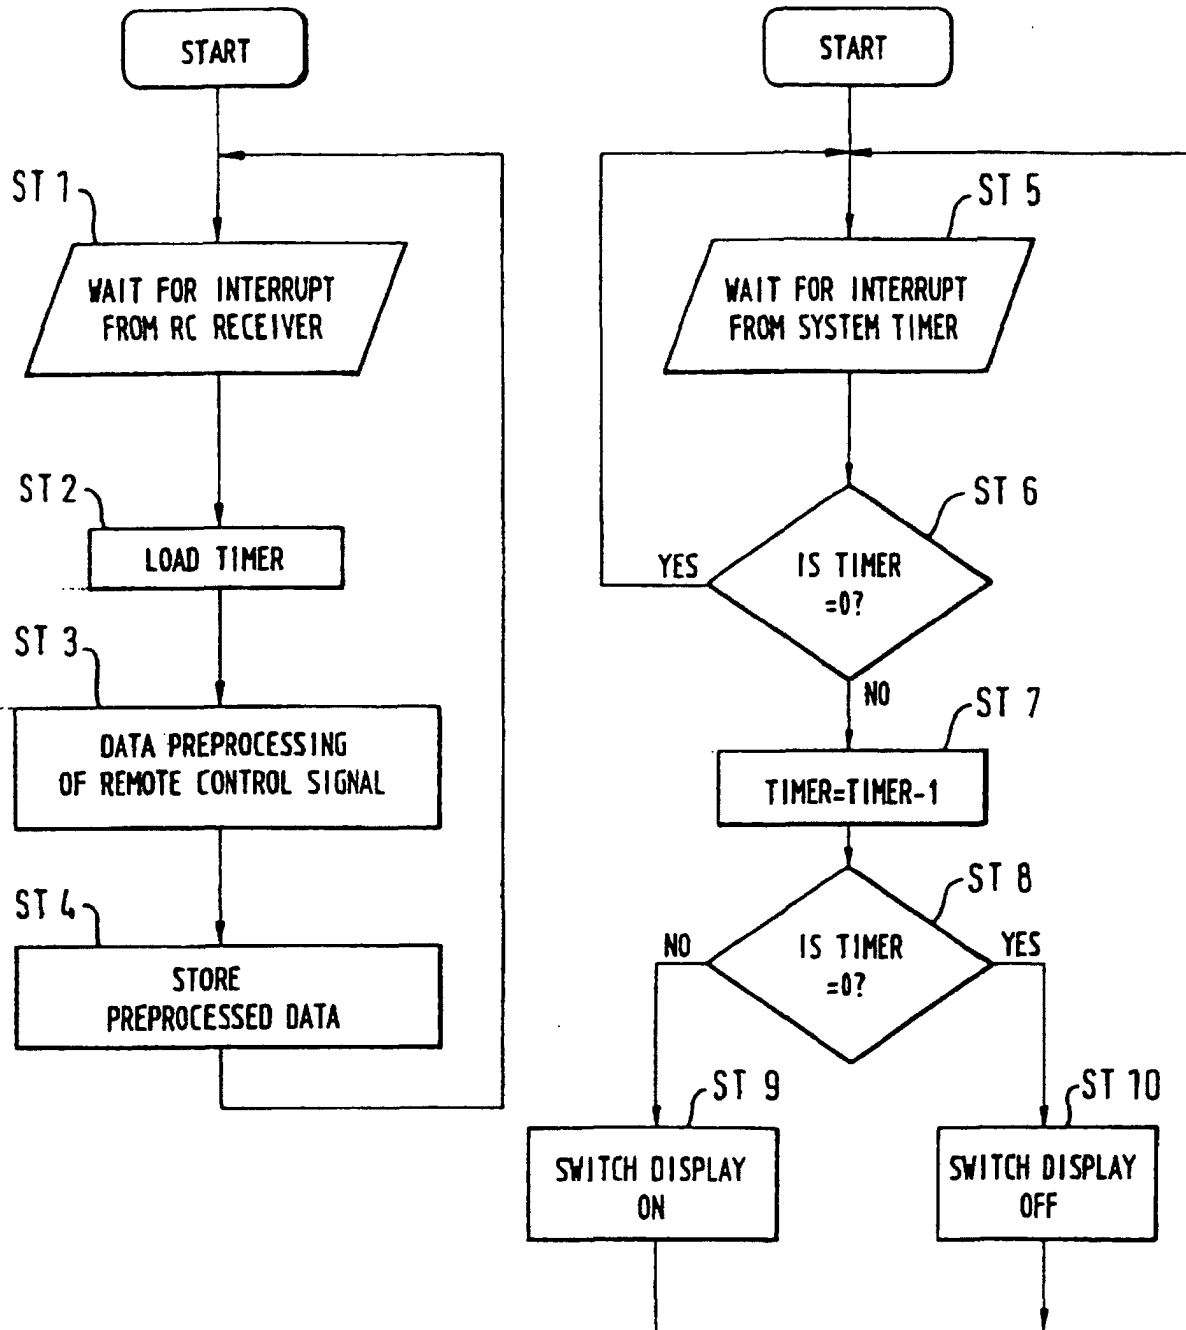 START
ST 1
WAIT FOR INTERRUPT
FROM RC RECEIVER
ST 2
LOAD TIMER
ST 3
DATA PREPROCESSING
OF REMOTE CONTROL SIGNAL
ST 4
STORE
PREPROCESSED DATA
START
ST 5
WAIT FOR INTERRUPT
FROM SYSTEM TIMER
ST 6
YES
IS TIMER
=0?
NO
ST 7
TIMER=TIMER-1
ST 8
NO
IS TIMER
=0?
YES
ST 9
SWITCH DISPLAY
ON
ST 10
SWITCH DISPLAY
OFF